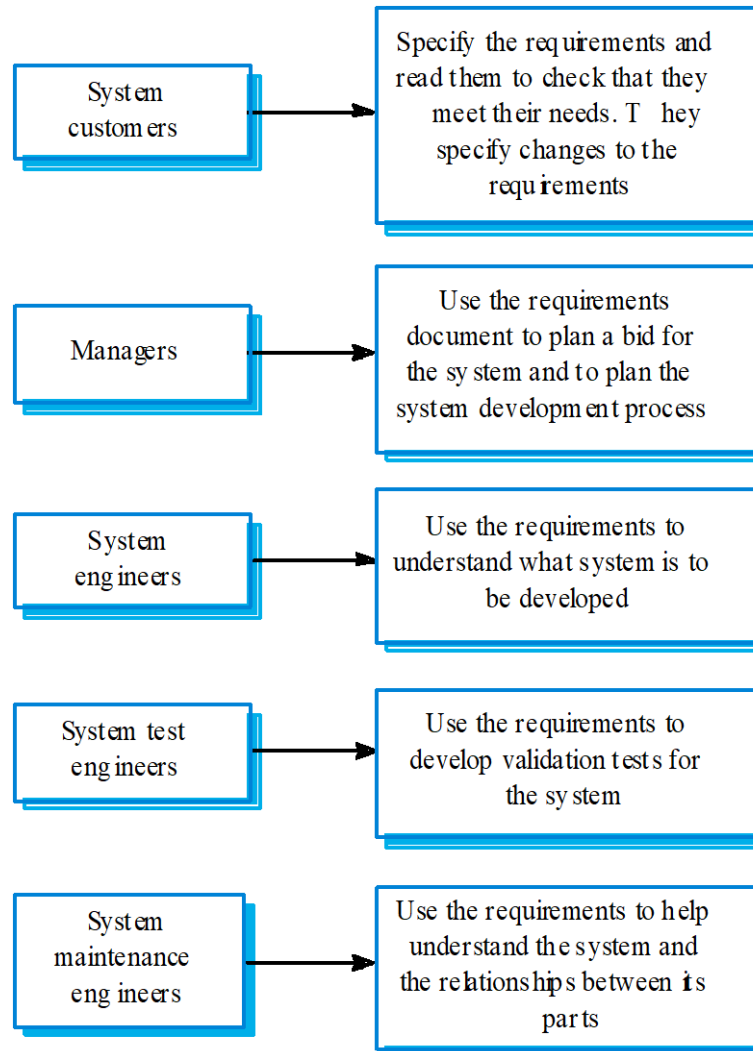 System
customers
Specify the requirements and
read them to check that they
meet their needs. T hey
specify changes to the
requirements
Managers
Use the requirements
document to plan a bid for
the system and to plan the
system development process
System
engineers
Use the requirements to
understand what system is to
be developed
System test
engineers
Use the requirements to
develop validation tests for
the system
System
maintenance
engineers
Use the requirements to help
understand the system and
the relationships between its
parts